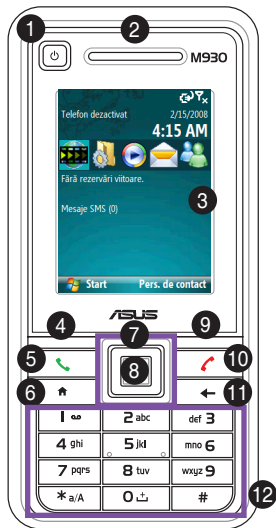 1 2
M930
Telefon dezactivat 2/15/2008
4:15 AM
Fără rezervări viitoare.
3
Mesaje SMS (0)
Start Pers. de contact
ASUS
4 7 9
5 8 10
6 11
1 2 abc def 3
4 ghi 5 jkl mno 6
7 pqrs 8 tuv wxyz 9
* a/A 0 # 12